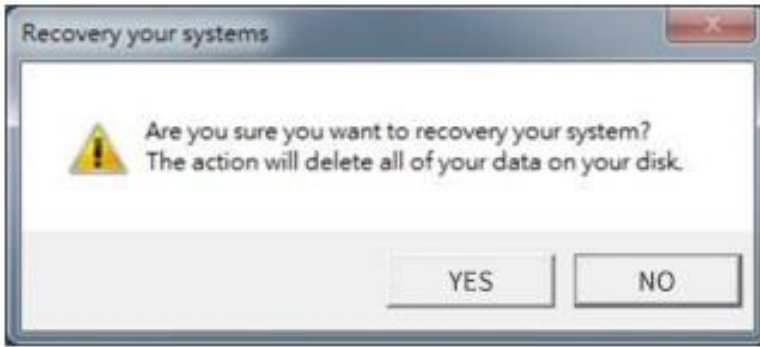 Recovery your systems
Are you sure you want to recovery your system?
The action will delete all of your data on your disk.
YES
NO